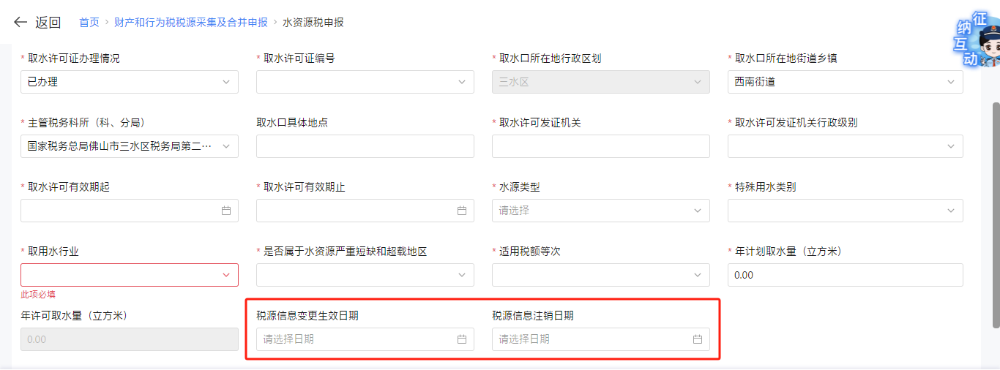 返回 首页 > 财产和行为税税源采集及合并申报 > 水资源税申报
征纳互动
* 取水许可证办理情况 * 取水许可证编号 * 取水口所在地行政区划 * 取水口所在地街道乡镇
已办理 三水区 西南街道
* 主管税务科所（科、分局） 取水口具体地点 * 取水许可发证机关 * 取水许可发证机关行政级别
国家税务总局佛山市三水区税务局第二…
* 取水许可有效期起 * 取水许可有效期止 * 水源类型 * 特殊用水类别
请选择
* 取用水行业 * 是否属于水资源严重短缺和超载地区 * 适用税额等次 * 年计划取水量（立方米）
0.00
此项必填
年许可取水量（立方米） 税源信息变更生效日期 税源信息注销日期
0.00 请选择日期 请选择日期